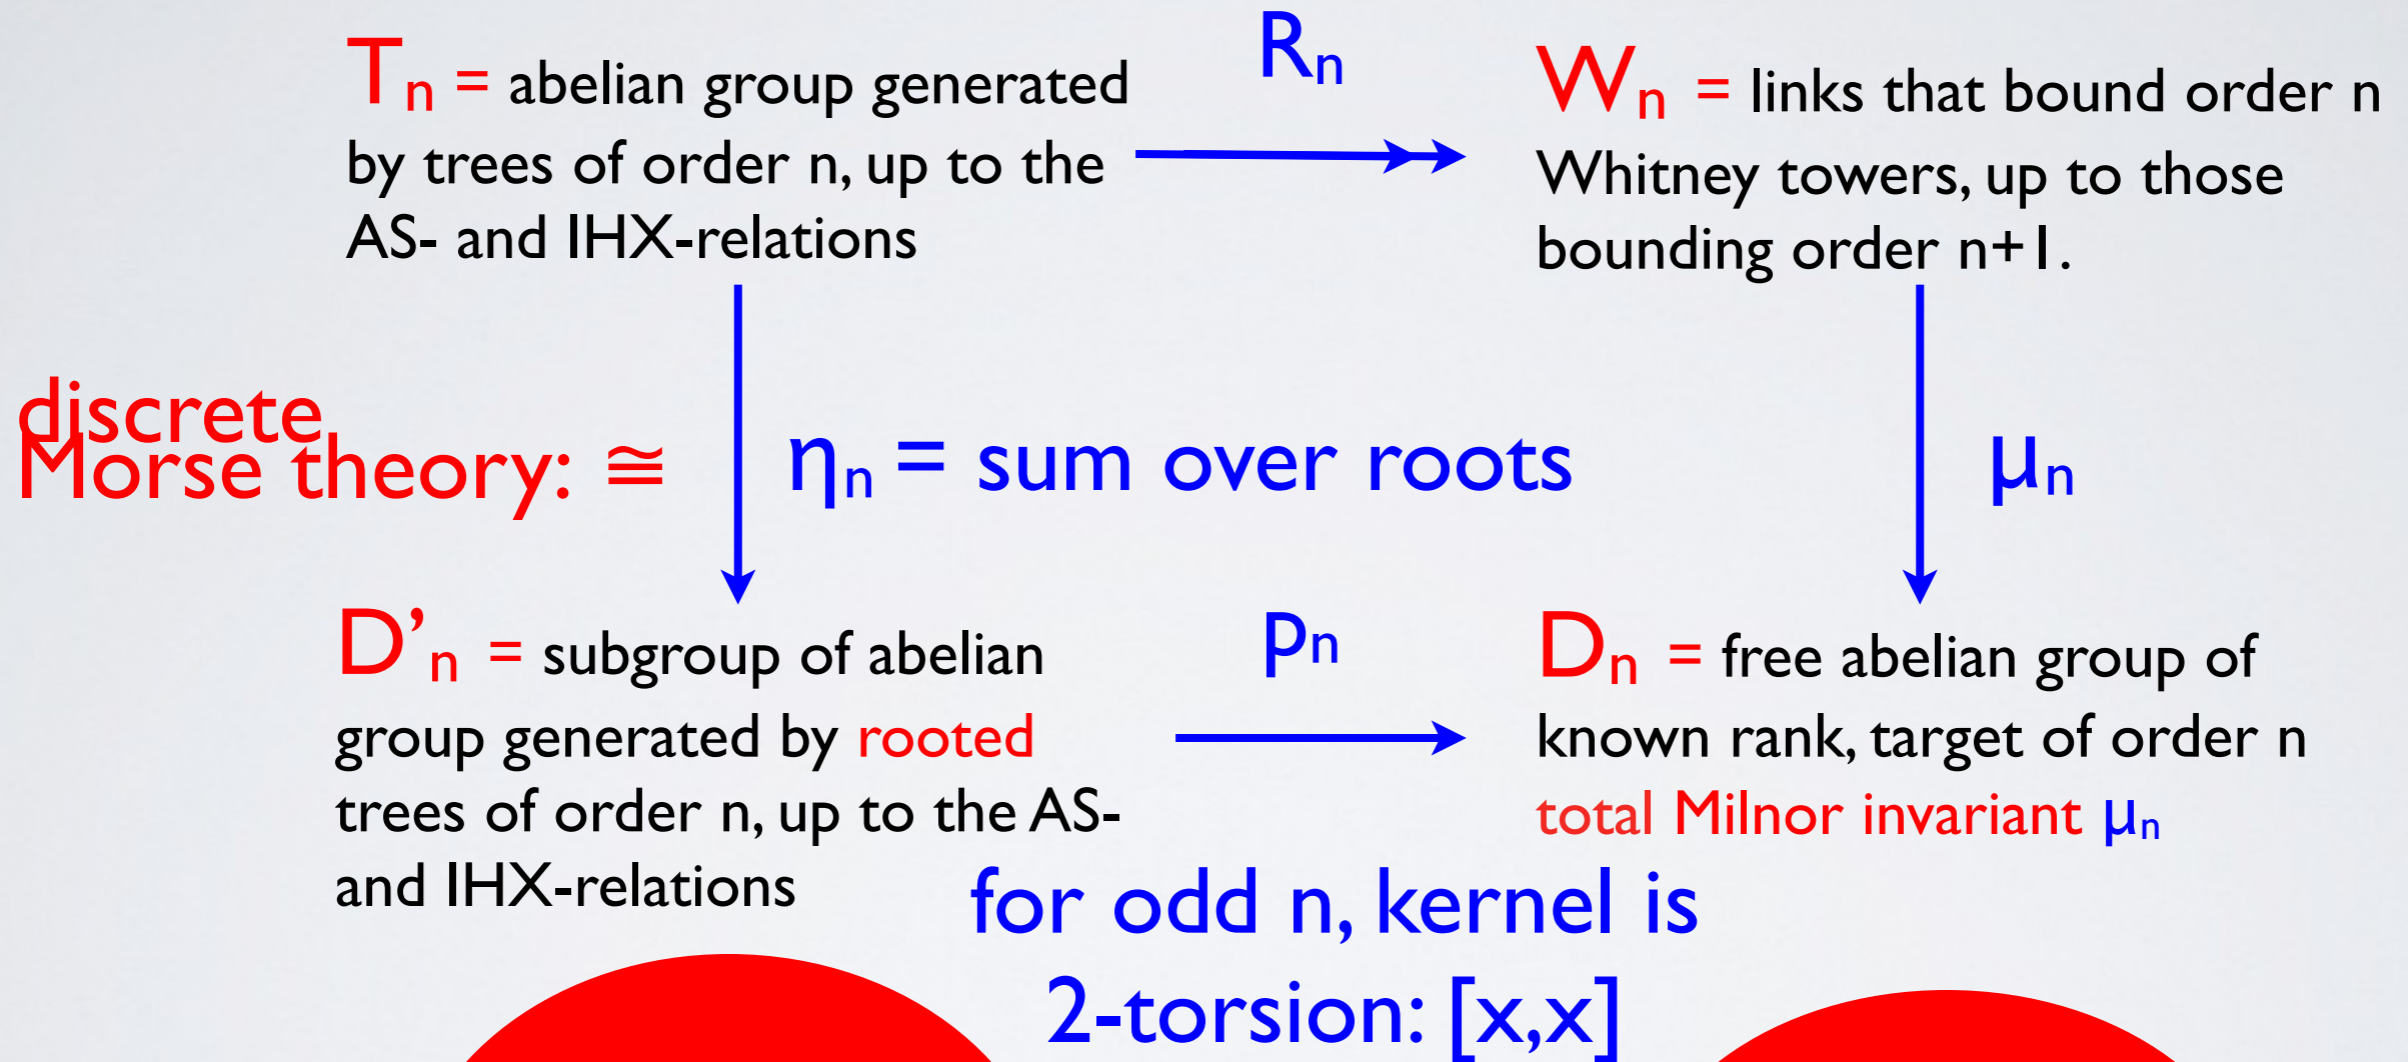 Tn = abelian group generated
by trees of order n, up to the
AS- and IHX-relations
Rn
Wn = links that bound order n
Whitney towers, up to those
bounding order n+1.
discrete
Morse theory: ≅
ηn = sum over roots
μn
D’n = subgroup of abelian
group generated by rooted
trees of order n, up to the AS-
and IHX-relations
pn
Dn = free abelian group of
known rank, target of order n
total Milnor invariant μn
for odd n, kernel is
2-torsion: [x,x]